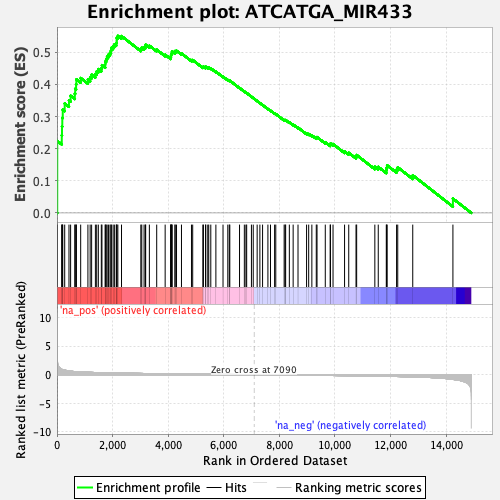 Enrichment plot: ATCATGA_MIR433
Enrichment score (ES)
0.5
0.4
0.3
0.2
0.1
0.0
'na_pos' (positively correlated)
Ranked list metric (PreRanked)
10
5
0
-5
-10
Zero cross at 7090
'na_neg' (negatively correlated)
0
2,000
4,000
6,000
8,000
10,000
12,000
14,000
Rank in Ordered Dataset
Enrichment profile
Hits
Ranking metric scores